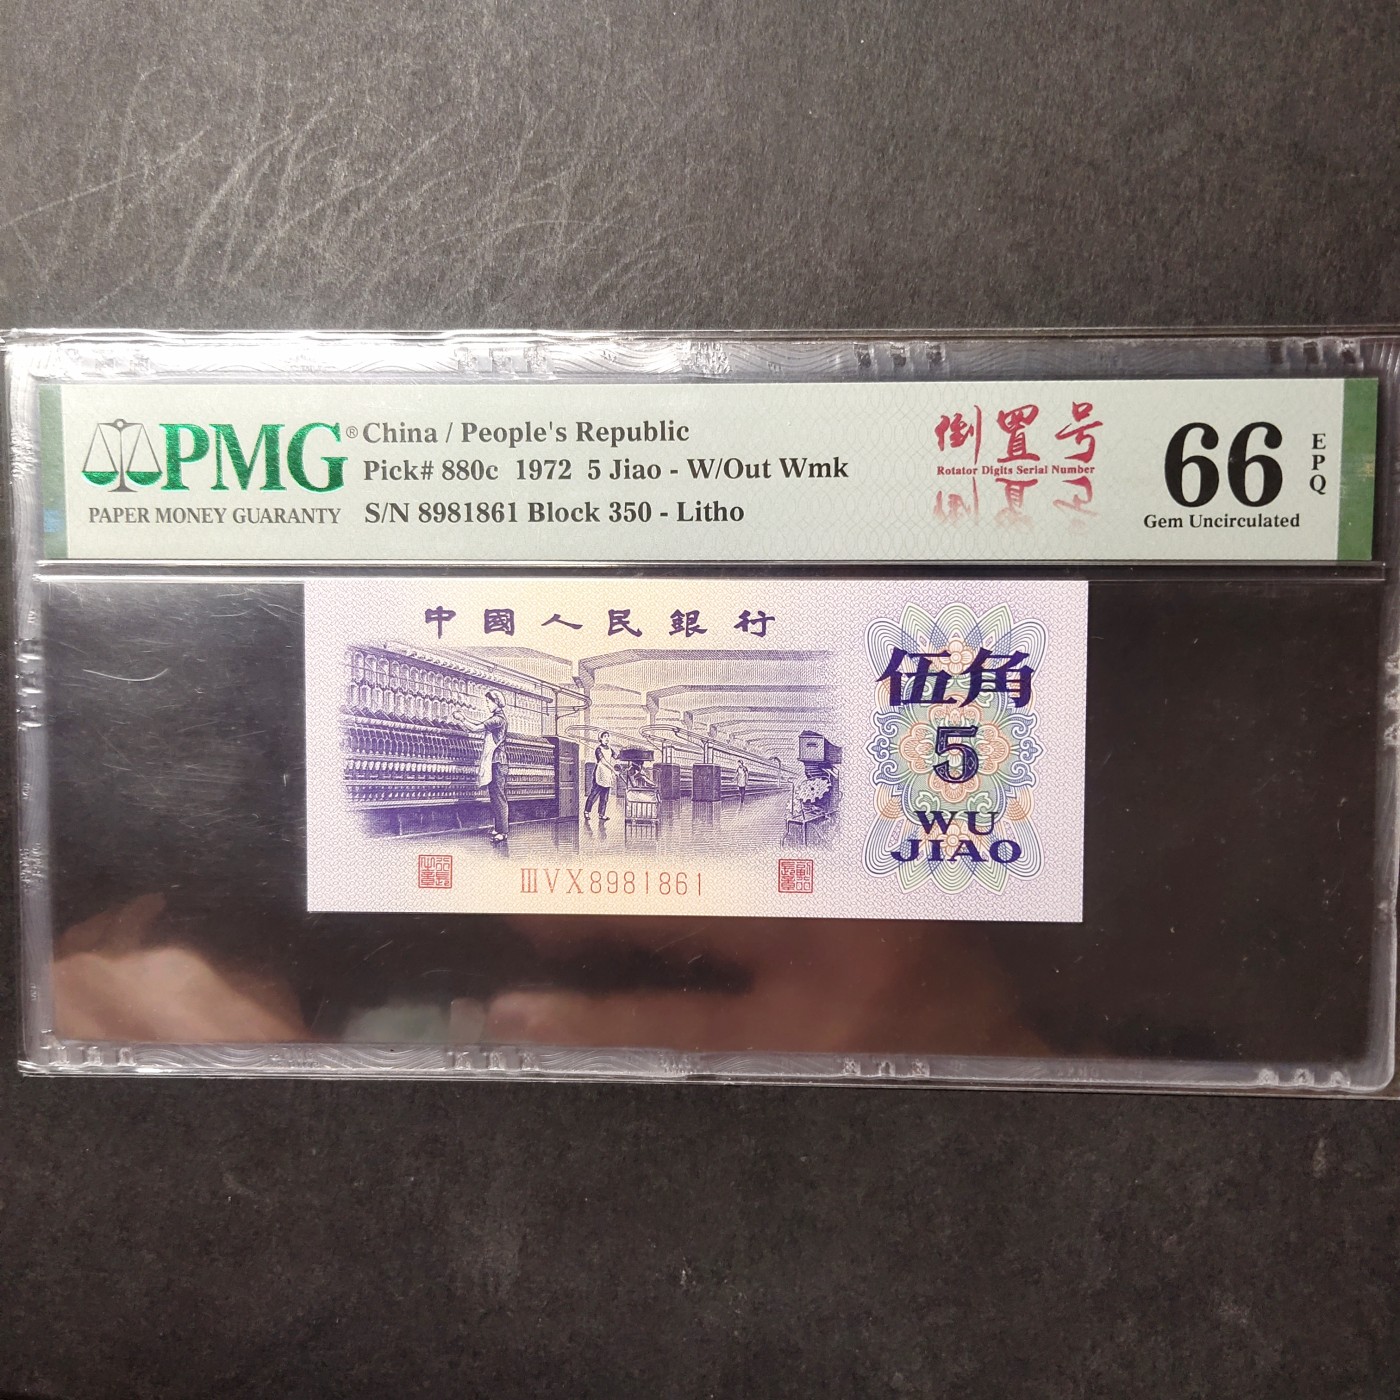 PMG®
PAPER MONEY GUARANTY
China / People's Republic
Pick# 880c 1972 5 Jiao - W/Out Wmk
S/N 8981861 Block 350 - Litho
倒置号
Rotator Digits Serial Number
66
EPQ
Gem Uncirculated
中國人民銀行
伍角
5
WU
JIAO
ⅢⅤⅩ8981861